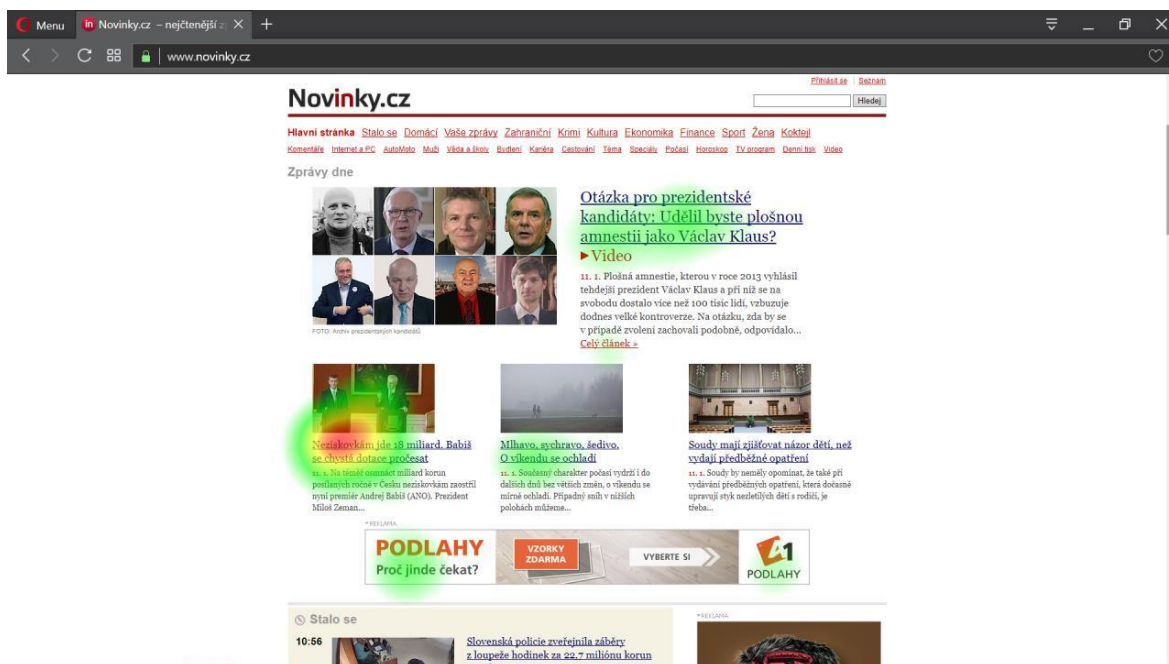 Menu
Novinky.cz – nejčtenější z
www.novinky.cz
Přihlásit se Seznam
Novinky.cz
Hledej
Hlavní stránka Stalo se Domácí Vaše zprávy Zahraniční Krimi Kultura Ekonomika Finance Sport Žena Koktejl
Komentáře Internet a PC AutoMoto Muži Věda a školy Bydlení Kariéra Cestování Téma Speciály Počasí Horoskop TV program Denní tisk Video
Zprávy dne
Otázka pro prezidentské
kandidáty: Udělil byste plošnou
amnestii jako Václav Klaus?
Video
11. 1. Plošná amnestie, kterou v roce 2013 vyhlásil
tehdejší prezident Václav Klaus a při níž se na
svobodu dostalo více než 100 tisíc lidí, vzbuzuje
dodnes velké kontroverze. Na otázku, zda by se
v případě zvolení zachovali podobně, odpovídalo...
Celý článek »
FOTO: Archiv prezidentských kandidátů
Neziskovkám jde 18 miliard. Babiš
se chystá dotace pročesat
11. 1. Na téměř osmnáct miliard korun
posílaných ročně v Česku neziskovkám zaostřil
nyní premiér Andrej Babiš (ANO). Prezident
Miloš Zeman...
Mlhavo, sychravo, šedivo.
O víkendu se ochladí
11. 1. Současný charakter počasí vydrží i do
dalších dnů bez větších změn, o víkendu se
mírně ochladí. Případný sníh v nižších
polohách můžeme...
Soudy mají zjišťovat názor dětí, než
vydají předběžné opatření
11. 1. Soudy by neměly opomínat, že také při
vydávání předběžných opatření, která dočasně
upravují styk nezletilých dětí s rodiči, je
třeba...
REKLAMA
PODLAHY
Proč jinde čekat?
VZORKY
ZDARMA
VYBERTE SI
A1
PODLAHY
Stalo se
10:56
Slovenská policie zveřejnila záběry
z loupeže hodinek za 22,7 miliónu korun
REKLAMA